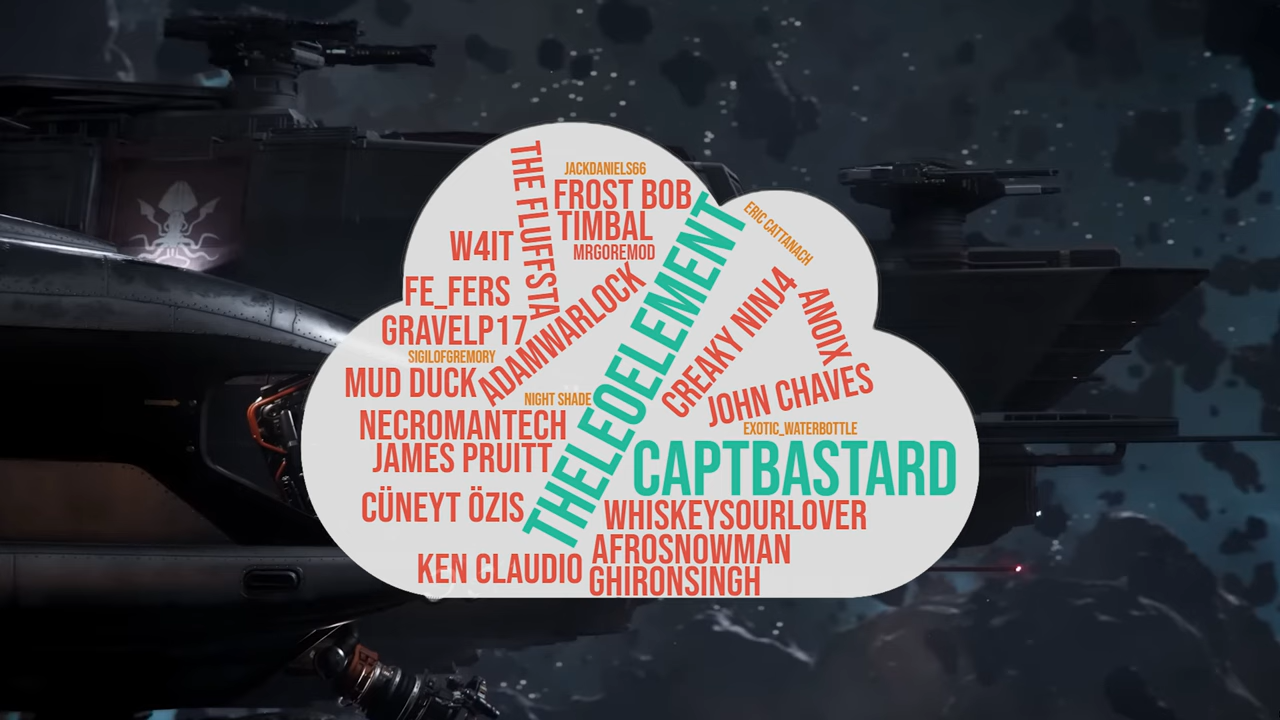 THE FLUFFSTA
JACKDANIELS66
FROST BOB
TIMBAL
MRGOREMOD
W4IT
ERIC CATTANACH
FE_FERS
GRAVELP17
ADAMWARLOCK
THELEOELEMENT
CREAKY NINJ4
ANOIX
SIGILOFGREMORY
MUD DUCK
NIGHT SHADE
JOHN CHAVES
NECROMANTECH
EXOTIC_WATERBOTTLE
JAMES PRUITT
CAPTBASTARD
CÜNEYT ÖZIS
WHISKEYSOURLOVER
AFROSNOWMAN
KEN CLAUDIO
GHIRONSINGH